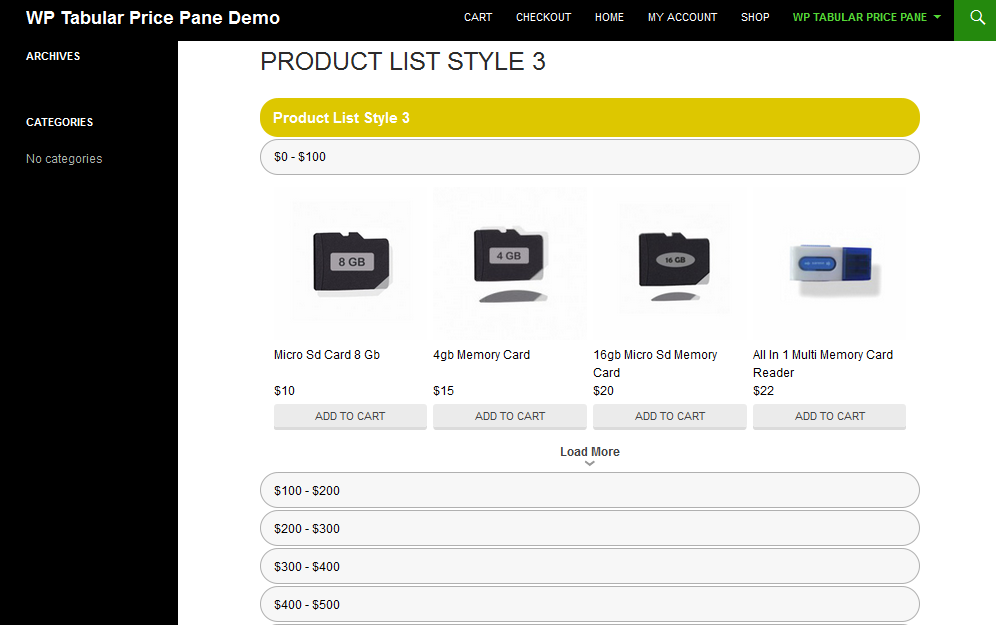 WP Tabular Price Pane Demo
CART CHECKOUT HOME MY ACCOUNT SHOP WP TABULAR PRICE PANE
ARCHIVES
CATEGORIES
No categories
PRODUCT LIST STYLE 3
Product List Style 3
$0 - $100
8 GB
4 GB
16 GB
Micro Sd Card 8 Gb
$10
ADD TO CART
4gb Memory Card
$15
ADD TO CART
16gb Micro Sd Memory
Card
$20
ADD TO CART
All In 1 Multi Memory Card
Reader
$22
ADD TO CART
Load More
$100 - $200
$200 - $300
$300 - $400
$400 - $500